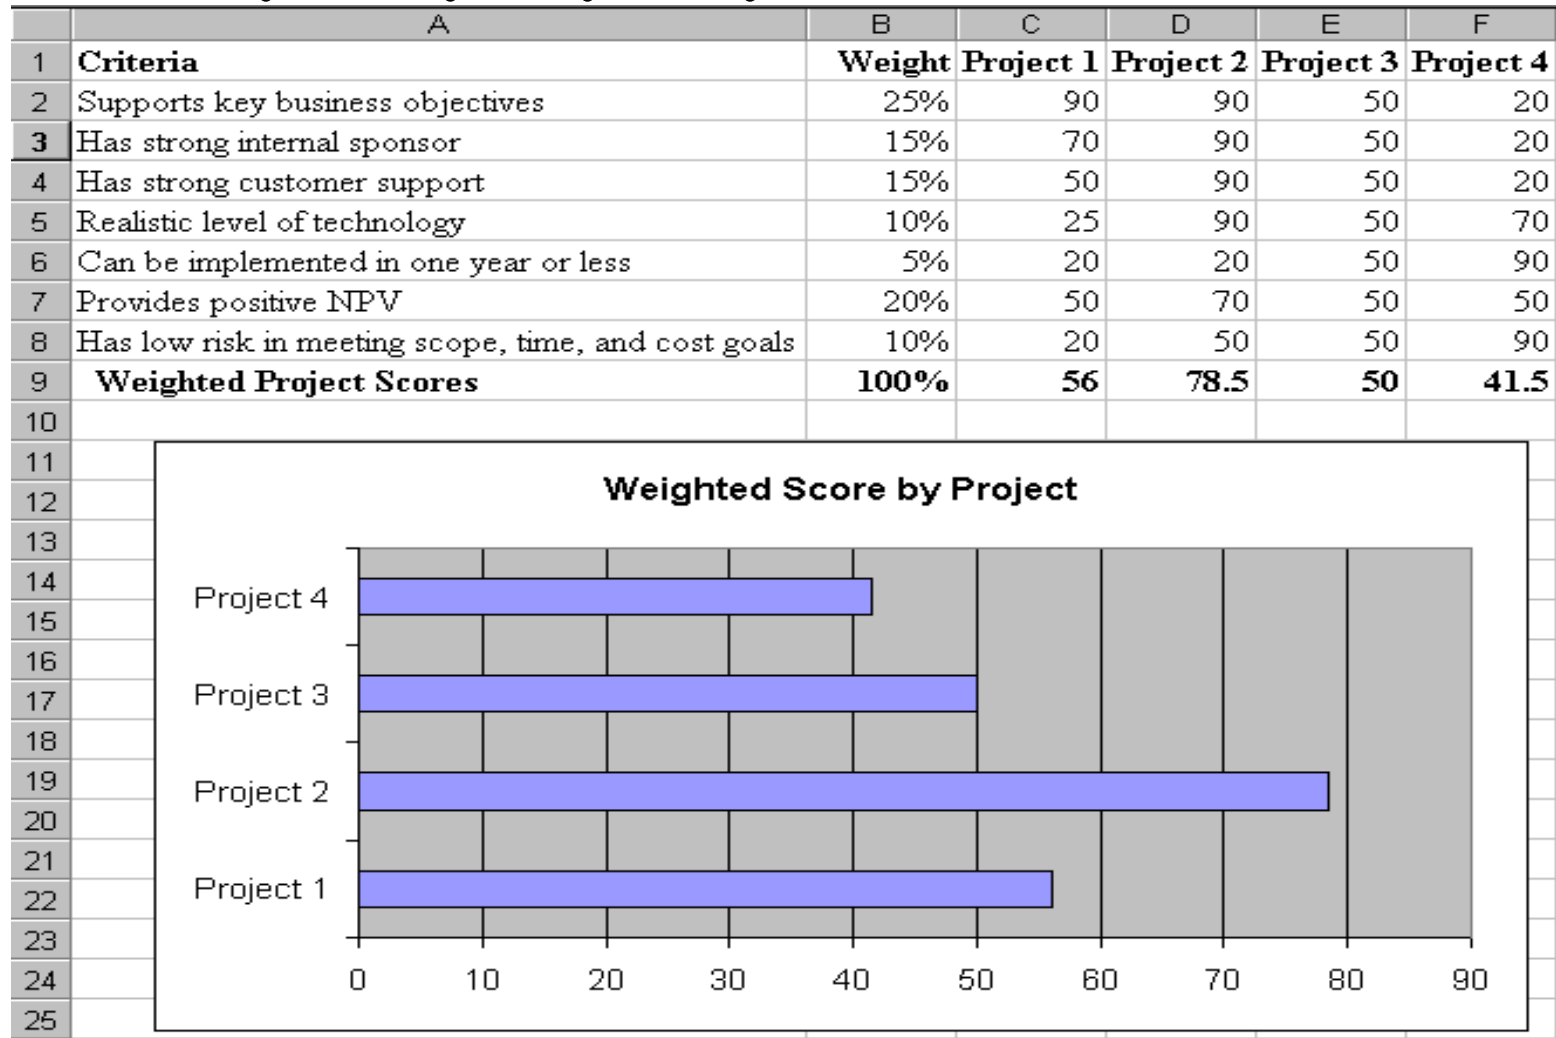 A B C D E F
1 Criteria Weight Project 1 Project 2 Project 3 Project 4
2 Supports key business objectives 25% 90 90 50 20
3 Has strong internal sponsor 15% 70 90 50 20
4 Has strong customer support 15% 50 90 50 20
5 Realistic level of technology 10% 25 90 50 70
6 Can be implemented in one year or less 5% 20 20 50 90
7 Provides positive NPV 20% 50 70 50 50
8 Has low risk in meeting scope, time, and cost goals 10% 20 50 50 90
9 Weighted Project Scores 100% 56 78.5 50 41.5
10
11
12 Weighted Score by Project
13
14 Project 4
15
16
17 Project 3
18
19 Project 2
20
21
22 Project 1
23
24 0 10 20 30 40 50 60 70 80 90
25